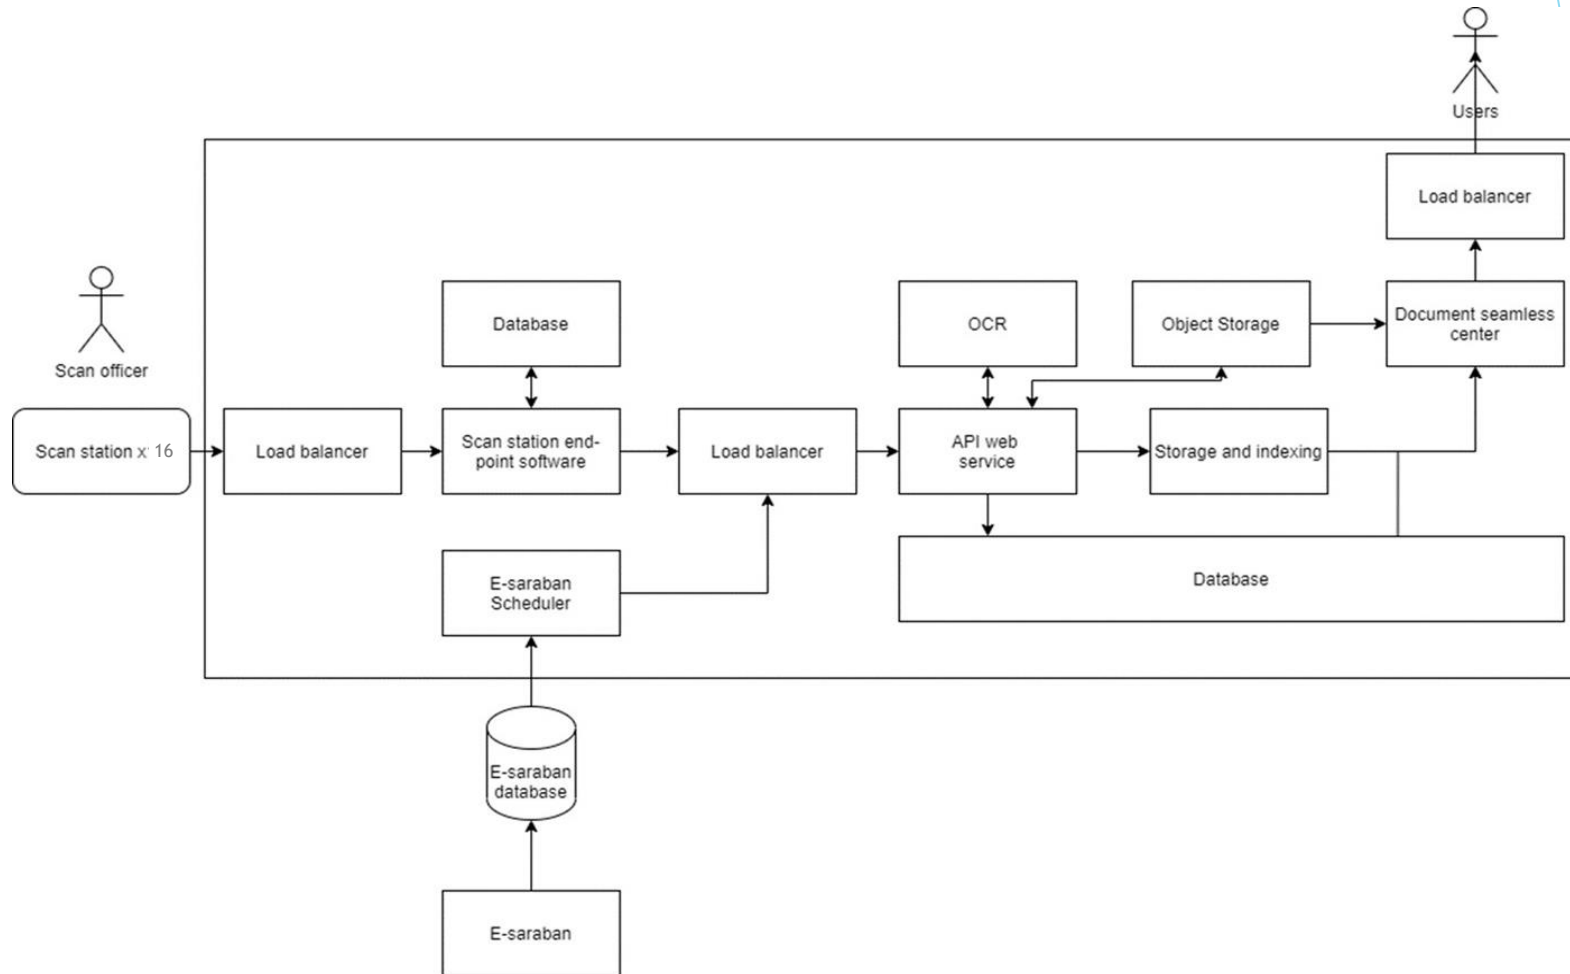 Users
Load balancer
Database
OCR
Object Storage
Document seamless
center
Scan officer
Scan station x 16
Load balancer
Scan station end-
point software
Load balancer
API web
service
Storage and indexing
E-saraban
Scheduler
Database
E-saraban
database
E-saraban